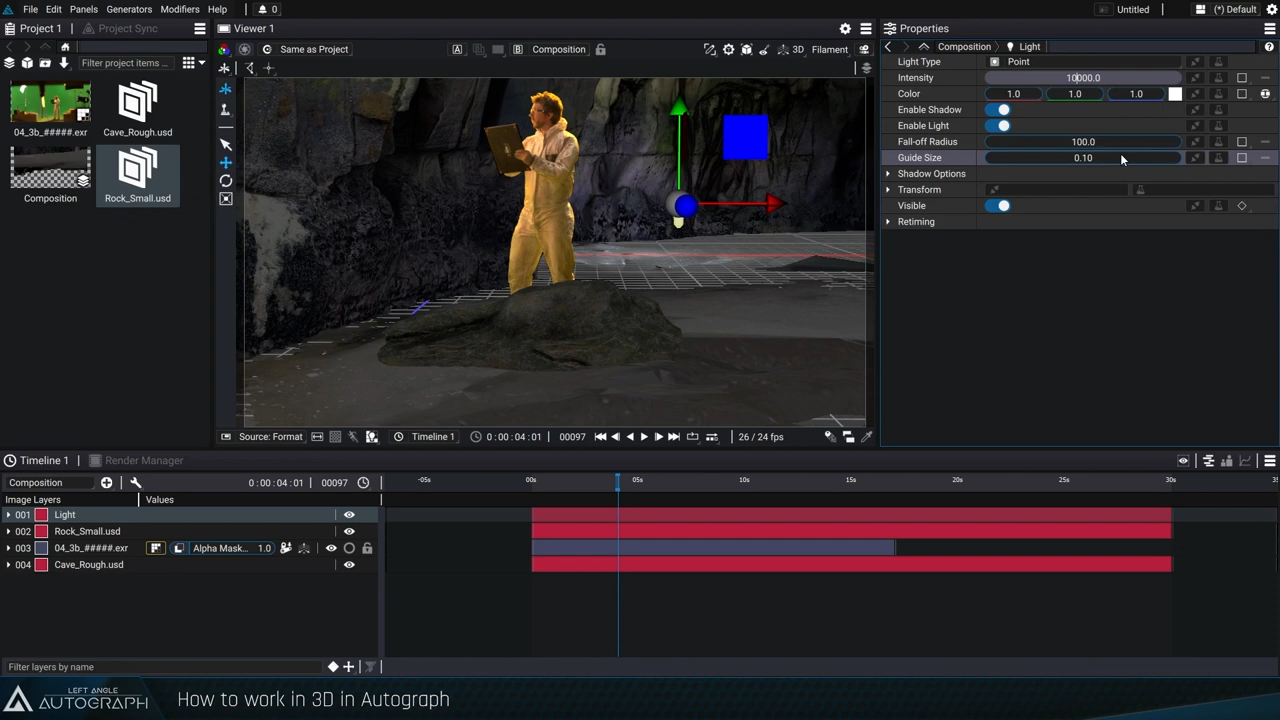 File Edit Panels Generators Modifiers 0 Untitled (*) Default
Project 1 Project Sync
Filter project items ...
04_3b_#####.exr Cave_Rough.usd
Composition Rock_Small.usd
Viewer 1
Same as Project A B Composition 3D Filament
Source: Format Timeline 1 0:00:04:01 00097 26 / 24 fps
Properties
Composition Light
Light Type Point
Intensity 10000.0
Color 1.0 1.0 1.0
Enable Shadow
Enable Light
Fall-off Radius 100.0
Guide Size 0.10
Shadow Options
Transform
Visible
Retiming
Timeline 1 Render Manager
Composition 0:00:04:01 00097 -05s 00s 05s 10s 15s 20s 25s 30s 35
Image Layers Values
001 Light
002 Rock_Small.usd
003 04_3b_#####.exr Alpha Mask... 1.0
004 Cave_Rough.usd
Filter layers by name
LEFT ANGLE
AUTOGRAPH
How to work in 3D in Autograph